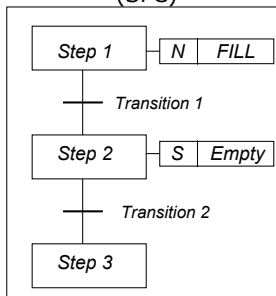 (SFC)
Step 1 N FILL
Transition 1
Step 2 S Empty
Transition 2
Step 3